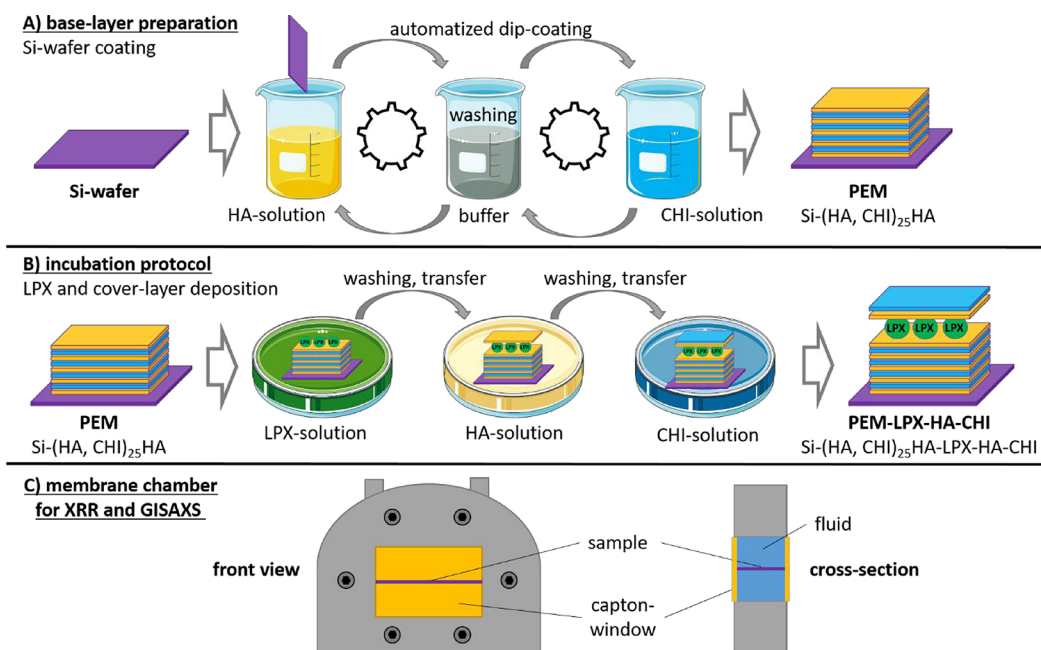 A) base-layer preparation
Si-wafer coating
automatized dip-coating
washing
Si-wafer
HA-solution
buffer
CHI-solution
PEM
Si-(HA, CHI)₂₅HA
B) incubation protocol
LPX and cover-layer deposition
washing, transfer
washing, transfer
LPX LPX LPX
LPX LPX LPX
LPX LPX LPX
LPX LPX LPX
PEM
Si-(HA, CHI)₂₅HA
LPX-solution
HA-solution
CHI-solution
PEM-LPX-HA-CHI
Si-(HA, CHI)₂₅HA-LPX-HA-CHI
C) membrane chamber
for XRR and GISAXS
front view
sample
capton-
window
fluid
cross-section